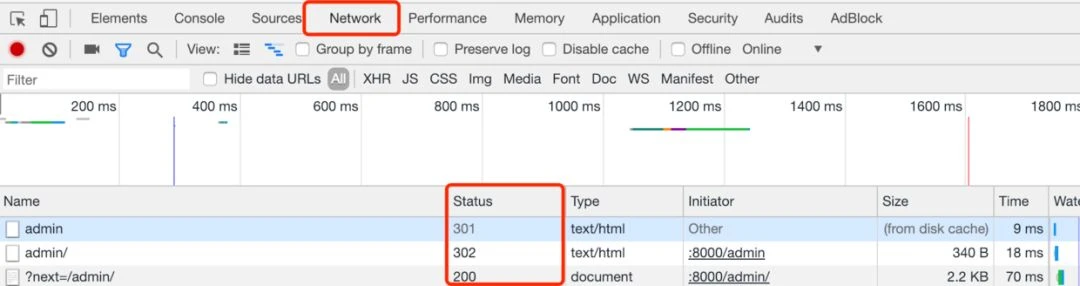 Elements Console Sources Network Performance Memory Application Security Audits AdBlock
View: Group by frame Preserve log Disable cache Offline Online
Filter Hide data URLs All XHR JS CSS Img Media Font Doc WS Manifest Other
200 ms 400 ms 600 ms 800 ms 1000 ms 1200 ms 1400 ms 1600 ms 1800 ms
Name Status Type Initiator Size Time Wate
admin 301 text/html Other (from disk cache) 9 ms
admin/ 302 text/html :8000/admin 340 B 18 ms
?next=/admin/ 200 document :8000/admin/ 2.2 KB 70 ms